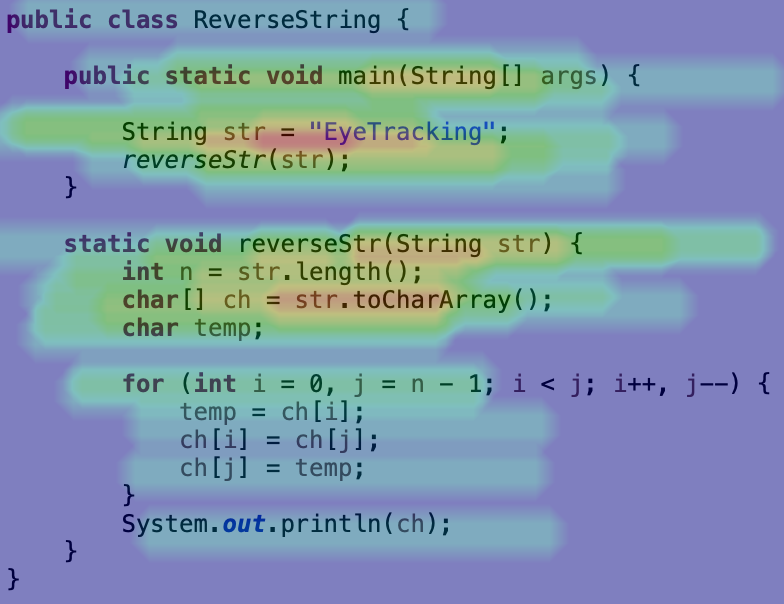 public class ReverseString {
public static void main(String[] args) {
String str = "EyeTracking";
reverseStr(str);
}
static void reverseStr(String str) {
int n = str.length();
char[] ch = str.toCharArray();
char temp;
for (int i = 0, j = n - 1; i < j; i++, j--) {
temp = ch[i];
ch[i] = ch[j];
ch[j] = temp;
}
System.out.println(ch);
}
}